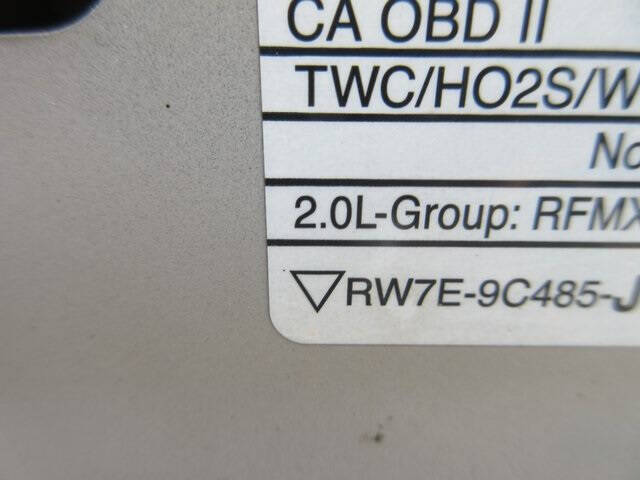 CA OBD II
TWC/HO2S/W
No
2.0L-Group: RFMX
▽RW7E-9C485-J